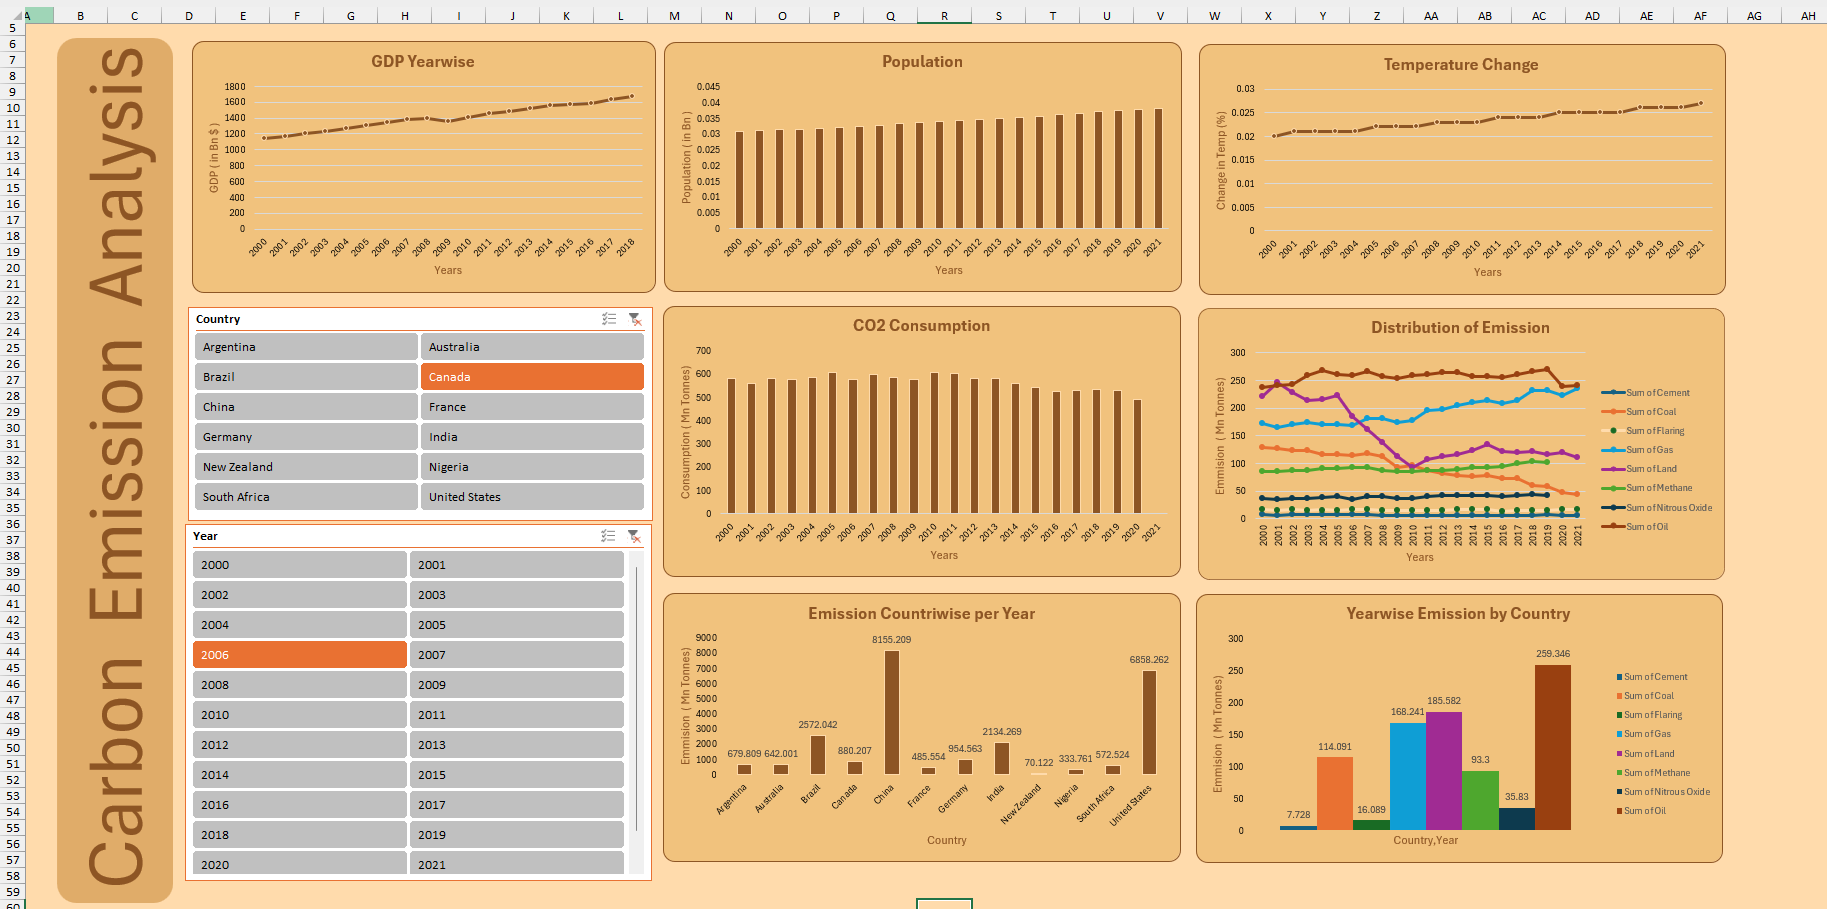 A B C D E F G H I J K L M N O P Q R S T U V W X Y Z AA AB AC AD AE AF AG AH
5
6
7
8
9
10
11
12
13
14
15
16
17
18
19
20
21
22
23
24
25
26
27
28
29
30
31
32
33
34
35
36
37
38
39
40
41
42
43
44
45
46
47
48
49
50
51
52
53
54
55
56
57
58
59
60
Carbon Emission Analysis
GDP Yearwise
GDP ( in Bn $ )
1800
1600
1400
1200
1000
800
600
400
200
0
2000 2001 2002 2003 2004 2005 2006 2007 2008 2009 2010 2011 2012 2013 2014 2015 2016 2017 2018
Years
Population
Population ( in Bn )
0.045
0.04
0.035
0.03
0.025
0.02
0.015
0.01
0.005
0
2000 2001 2002 2003 2004 2005 2006 2007 2008 2009 2010 2011 2012 2013 2014 2015 2016 2017 2018 2019 2020 2021
Years
Temperature Change
Change in Temp (%)
0.03
0.025
0.02
0.015
0.01
0.005
0
2000 2001 2002 2003 2004 2005 2006 2007 2008 2009 2010 2011 2012 2013 2014 2015 2016 2017 2018 2019 2020 2021
Years
Country
Argentina Australia
Brazil Canada
China France
Germany India
New Zealand Nigeria
South Africa United States
Year
2000 2001
2002 2003
2004 2005
2006 2007
2008 2009
2010 2011
2012 2013
2014 2015
2016 2017
2018 2019
2020 2021
CO2 Consumption
Consumption ( Mn Tonnes)
700
600
500
400
300
200
100
0
2000 2001 2002 2003 2004 2005 2006 2007 2008 2009 2010 2011 2012 2013 2014 2015 2016 2017 2018 2019 2020 2021
Years
Distribution of Emission
Emmision ( Mn Tonnes)
300
250
200
150
100
50
0
2000 2001 2002 2003 2004 2005 2006 2007 2008 2009 2010 2011 2012 2013 2014 2015 2016 2017 2018 2019 2020 2021
Years
Sum of Cement
Sum of Coal
Sum of Flaring
Sum of Gas
Sum of Land
Sum of Methane
Sum of Nitrous Oxide
Sum of Oil
Emission Countriwise per Year
Emmision ( Mn Tonnes)
9000
8000
7000
6000
5000
4000
3000
2000
1000
0
679.809 642.001 2572.042 880.207 8155.209 485.554 954.563 2134.269 70.122 333.761 572.524 6858.262
Argentina Australia Brazil Canada China France Germany India New Zealand Nigeria South Africa United States
Country
Yearwise Emission by Country
Emmision ( Mn Tonnes)
300
250
200
150
100
50
0
7.728 114.091 16.089 168.241 185.582 93.3 35.83 259.346
Country,Year
Sum of Cement
Sum of Coal
Sum of Flaring
Sum of Gas
Sum of Land
Sum of Methane
Sum of Nitrous Oxide
Sum of Oil